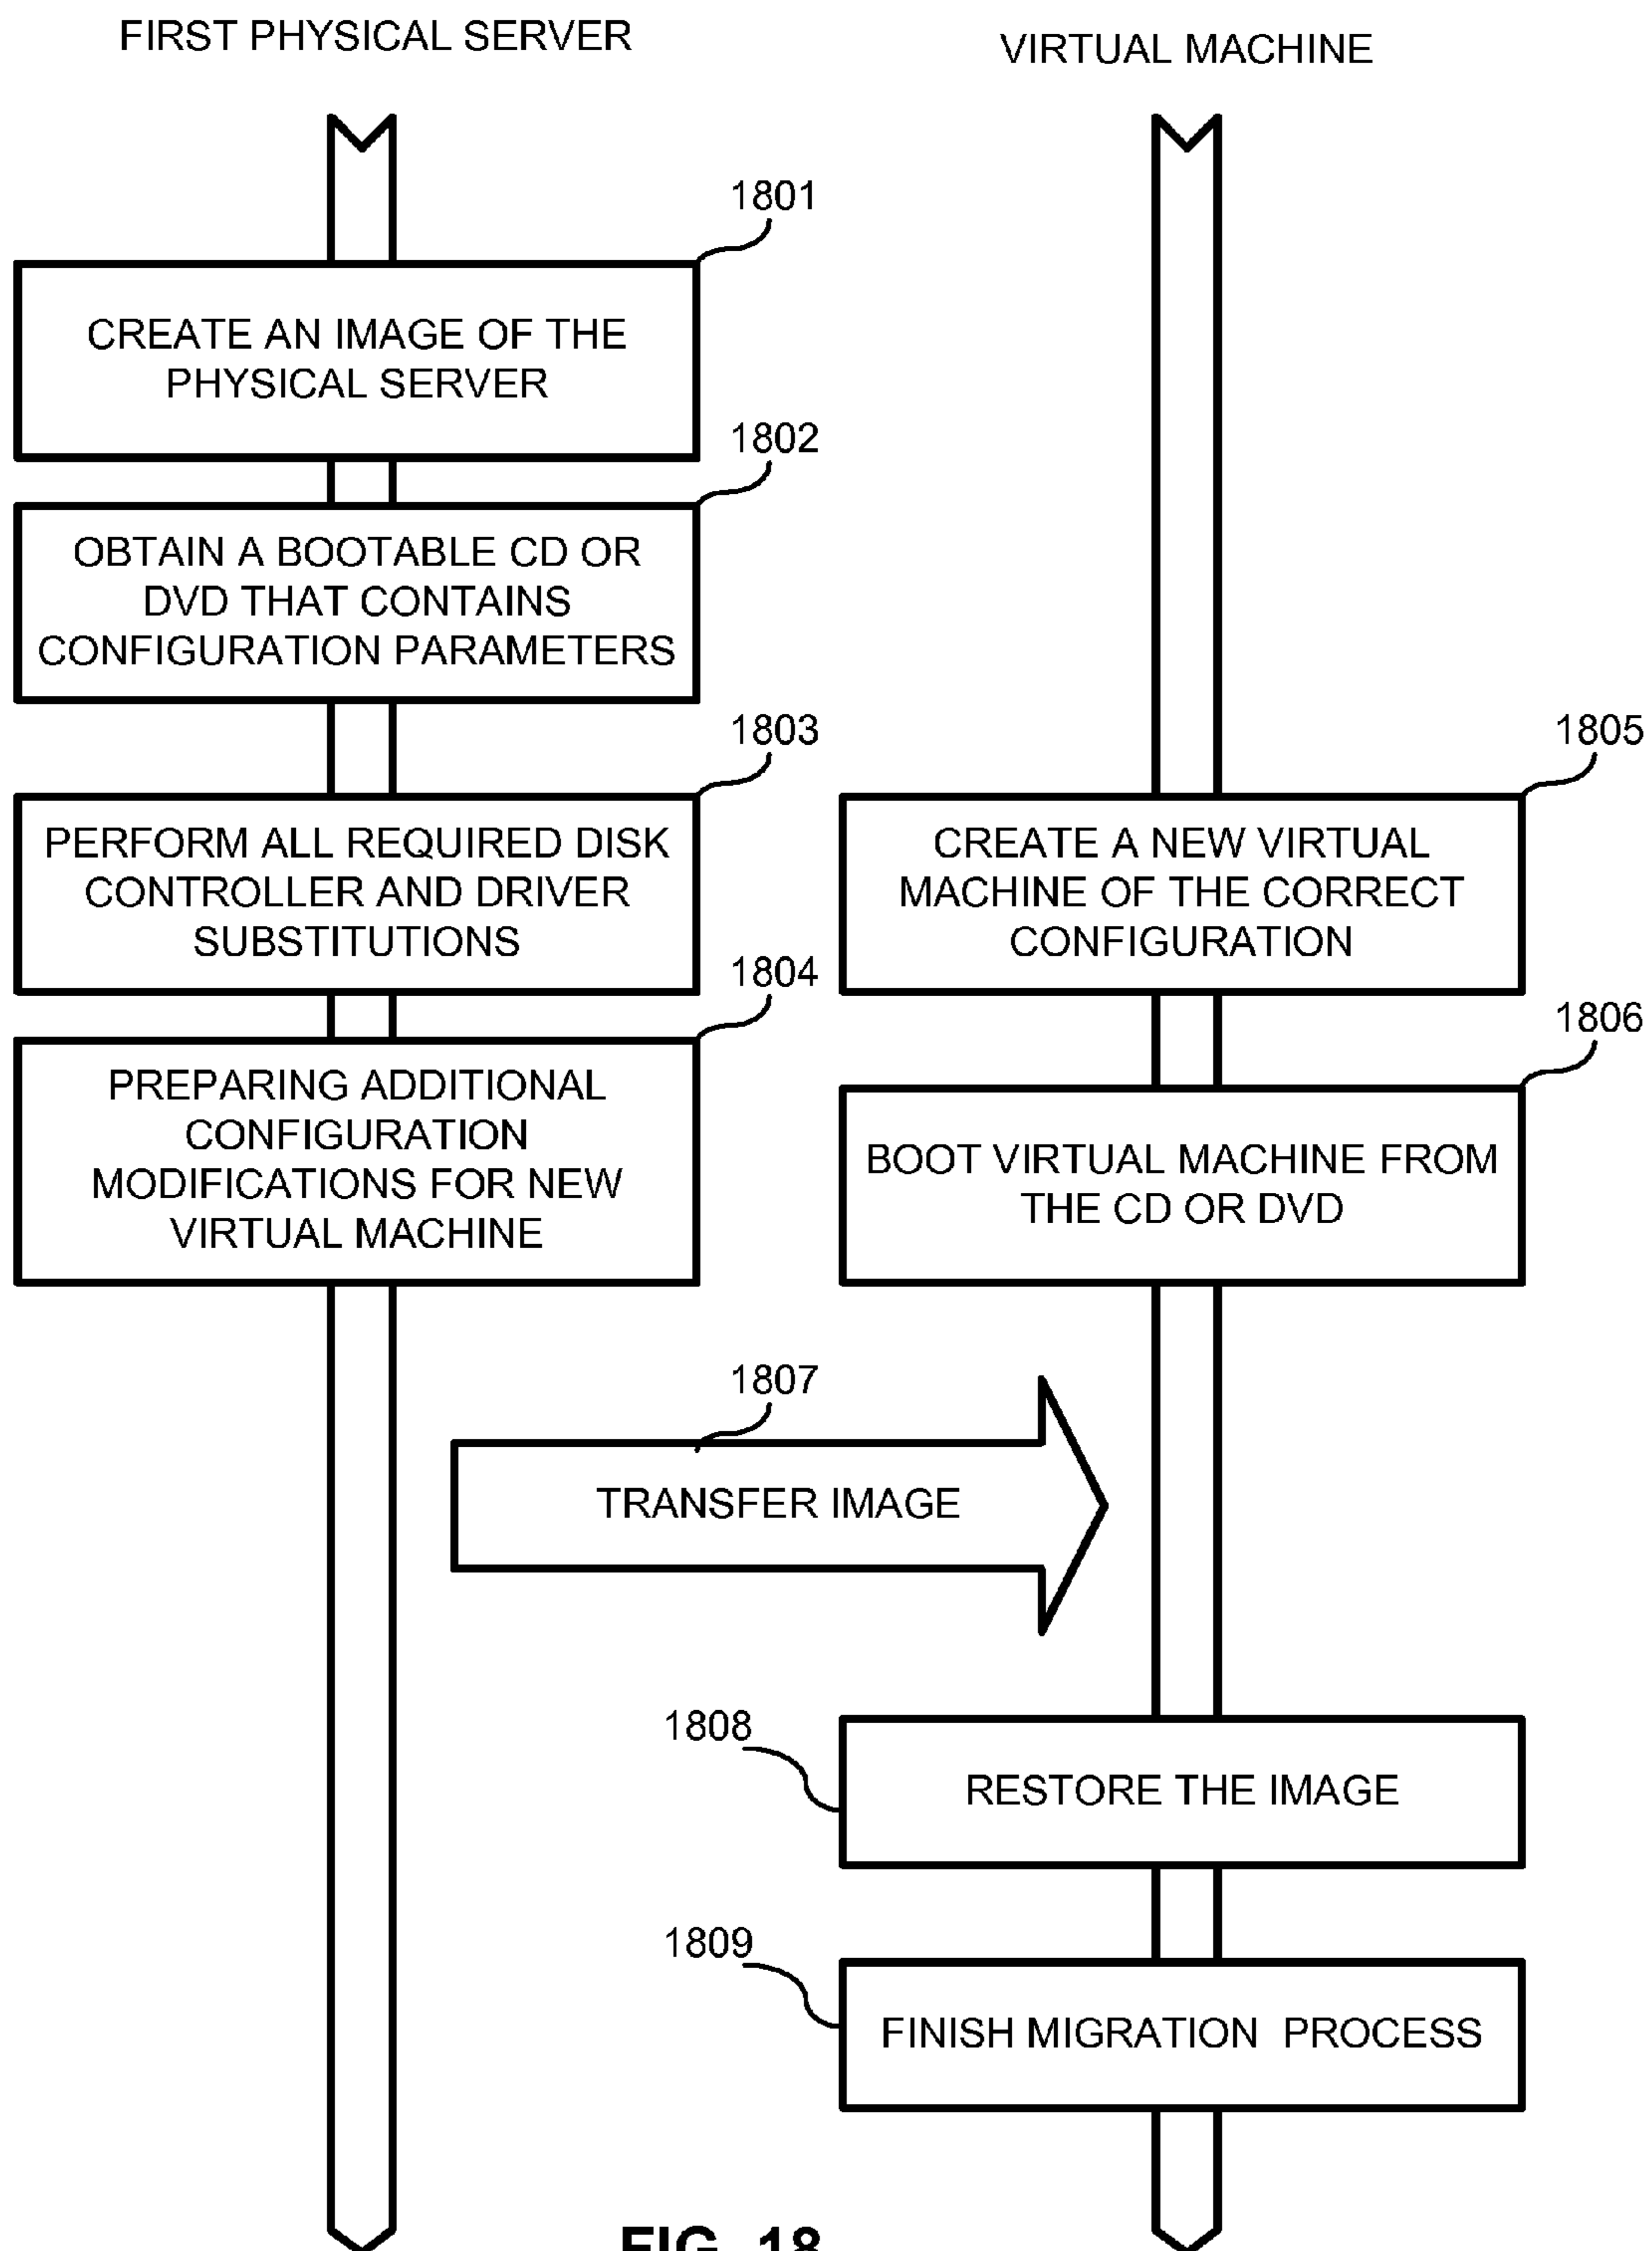 FIRST PHYSICAL SERVER
VIRTUAL MACHINE
1801
CREATE AN IMAGE OF THE
PHYSICAL SERVER
1802
OBTAIN A BOOTABLE CD OR
DVD THAT CONTAINS
CONFIGURATION PARAMETERS
1803
PERFORM ALL REQUIRED DISK
CONTROLLER AND DRIVER
SUBSTITUTIONS
1804
PREPARING ADDITIONAL
CONFIGURATION
MODIFICATIONS FOR NEW
VIRTUAL MACHINE
1805
CREATE A NEW VIRTUAL
MACHINE OF THE CORRECT
CONFIGURATION
1806
BOOT VIRTUAL MACHINE FROM
THE CD OR DVD
1807
TRANSFER IMAGE
1808
RESTORE THE IMAGE
1809
FINISH MIGRATION PROCESS
FIG. 18